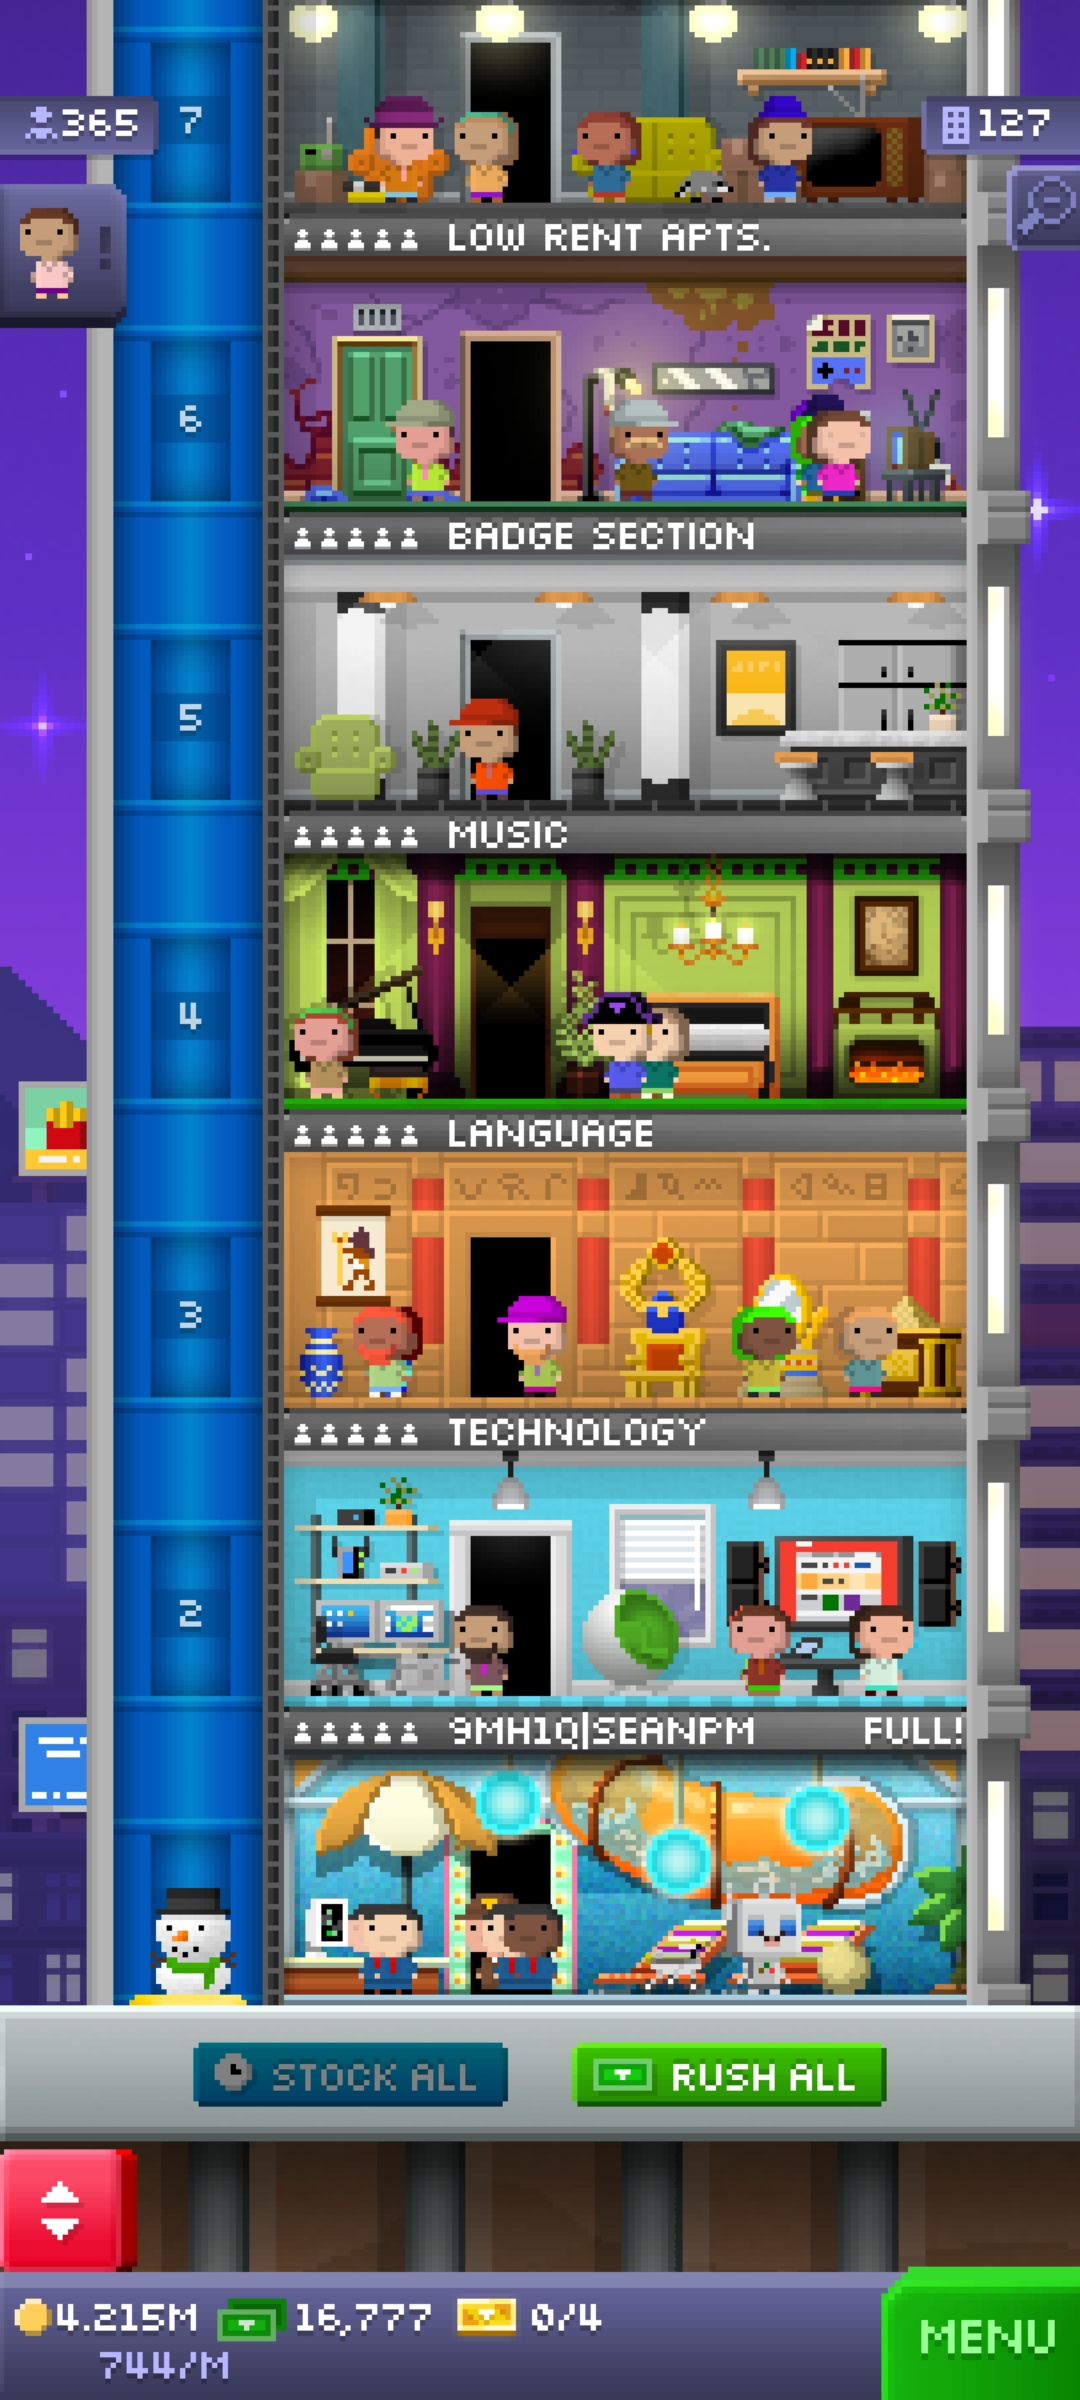 365
7
127
!
LOW RENT APTS.
6
BADGE SECTION
5
MUSIC
4
LANGUAGE
3
TECHNOLOGY
2
9MH1Q|SEANPM FULL!
STOCK ALL
RUSH ALL
4.215M 16,777 0/4
744/M
MENU